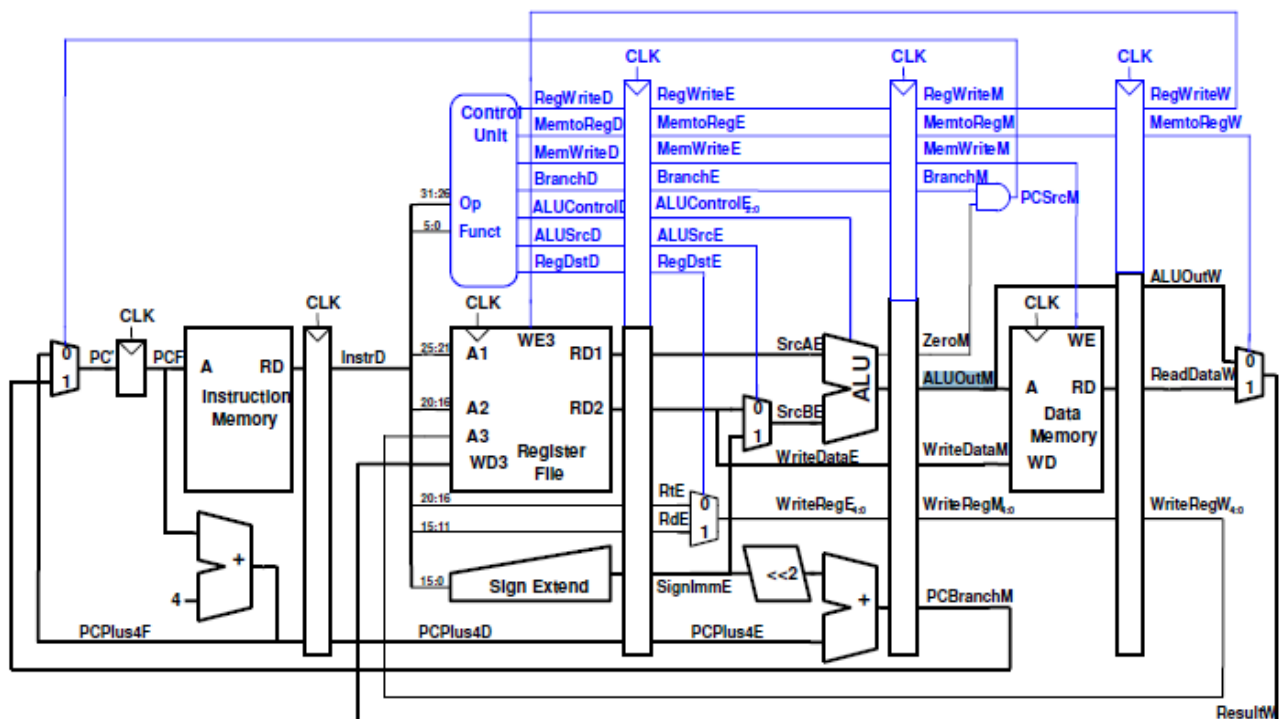 CLK CLK CLK
RegWriteD RegWriteE RegWriteM RegWriteW
Control Unit
MemtoRegD MemtoRegE MemtoRegM MemtoRegW
MemWriteD MemWriteE MemWriteM
BranchD BranchE BranchM
31:26 Op
ALUControlD ALUControlE2:0 PCSrcM
5:0 Funct
ALUSrcD ALUSrcE
RegDstD RegDstE
ALUOutW
CLK CLK CLK CLK
WE3 WE
0 PC' PCF A RD InstrD 25:21 A1 RD1 SrcAE ZeroM
1
Instruction Memory
ALU ALUOutM A RD ReadDataW 0
1
20:16 A2 RD2 0 SrcBE
1
Data Memory
A3
Register File
WD3 WriteDataE WriteDataM WD
20:16 RtE 0 WriteRegE4:0 WriteRegM4:0 WriteRegW4:0
15:11 RdE 1
+
15:0 Sign Extend SignImmE <<2
4 + PCBranchM
PCPlus4F PCPlus4D PCPlus4E
ResultW